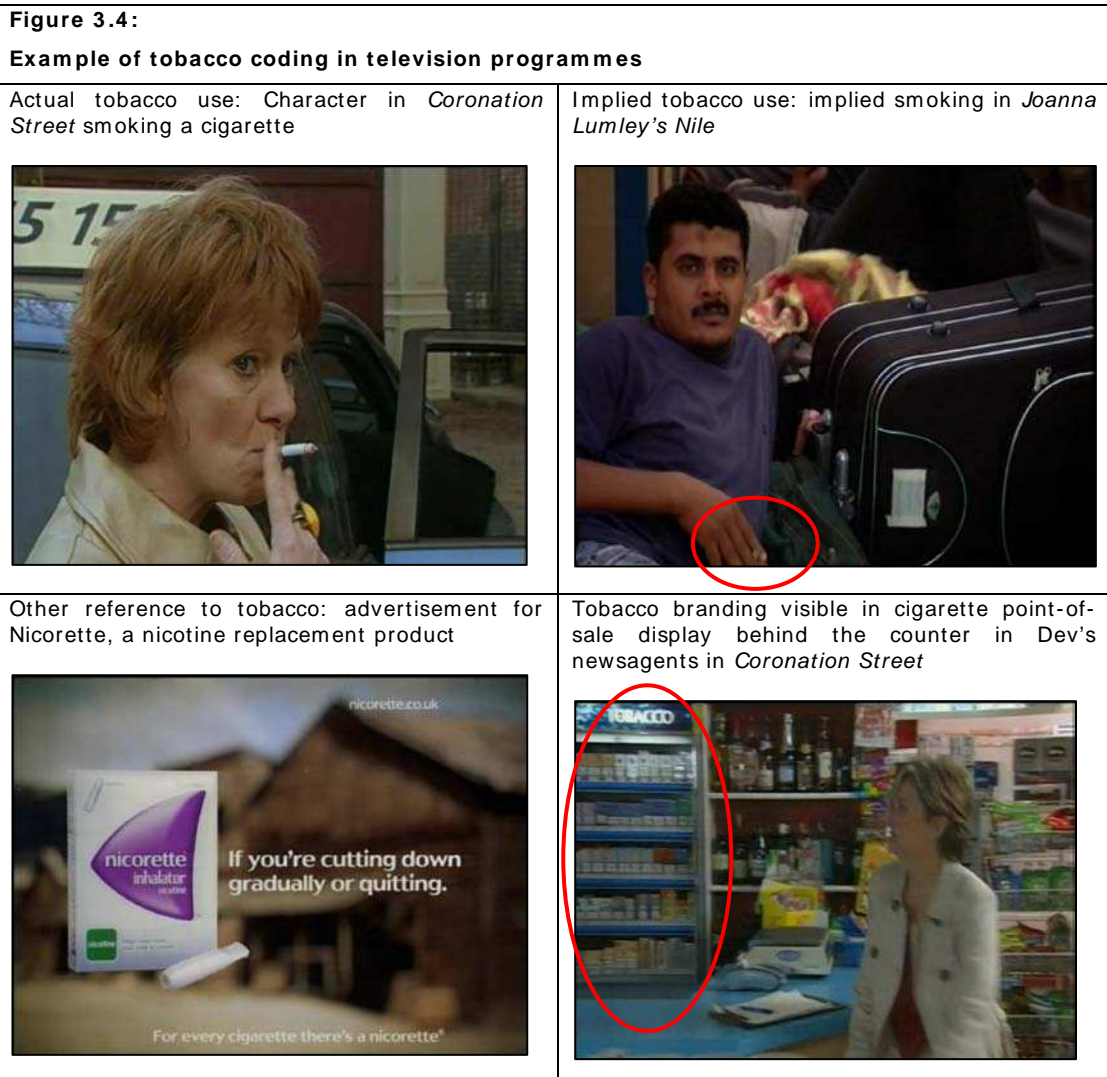 Figure 3.4:
Example of tobacco coding in television programmes
Actual tobacco use: Character in Coronation
Street smoking a cigarette
Implied tobacco use: implied smoking in Joanna
Lumley's Nile
5 15
Other reference to tobacco: advertisement for
Nicorette, a nicotine replacement product
Tobacco branding visible in cigarette point-of-
sale display behind the counter in Dev's
newsagents in Coronation Street
nicorette.co.uk
nicorette
inhalator
nicotine
If you're cutting down
gradually or quitting.
nicotine
For every cigarette there's a nicorette®
TOBACCO